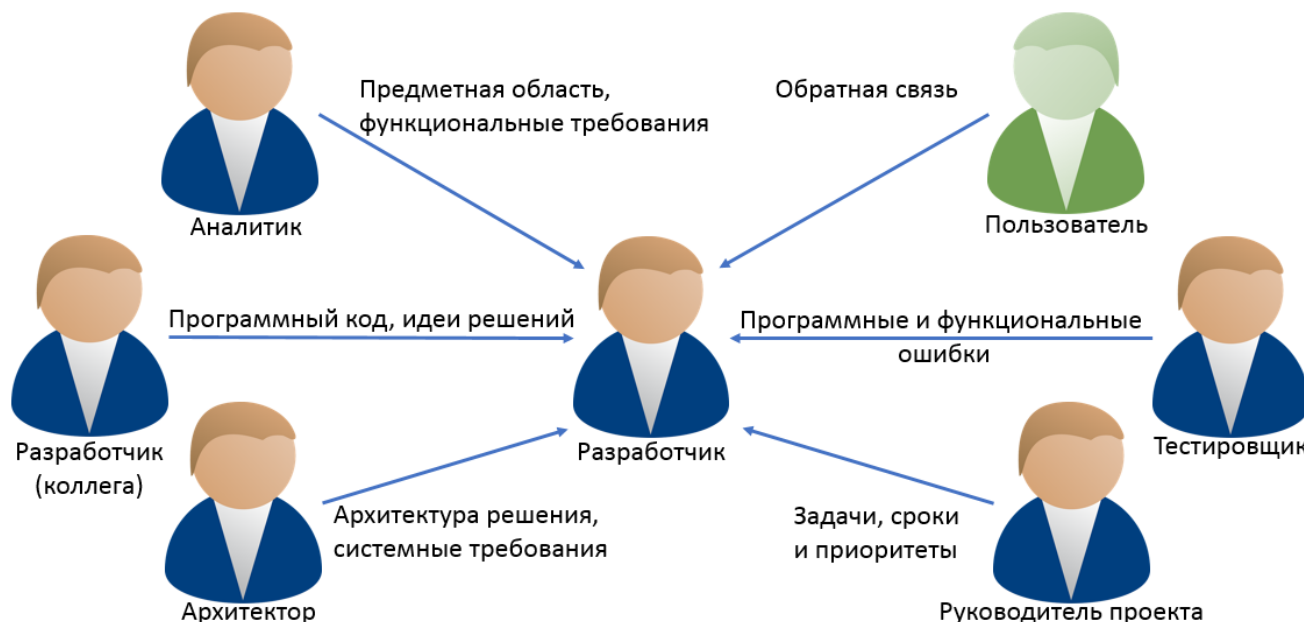 Предметная область,
функциональные требования
Обратная связь
Аналитик
Пользователь
Программный код, идеи решений
Программные и функциональные
ошибки
Разработчик
(коллега)
Разработчик
Тестировщик
Архитектура решения,
системные требования
Задачи, сроки
и приоритеты
Архитектор
Руководитель проекта